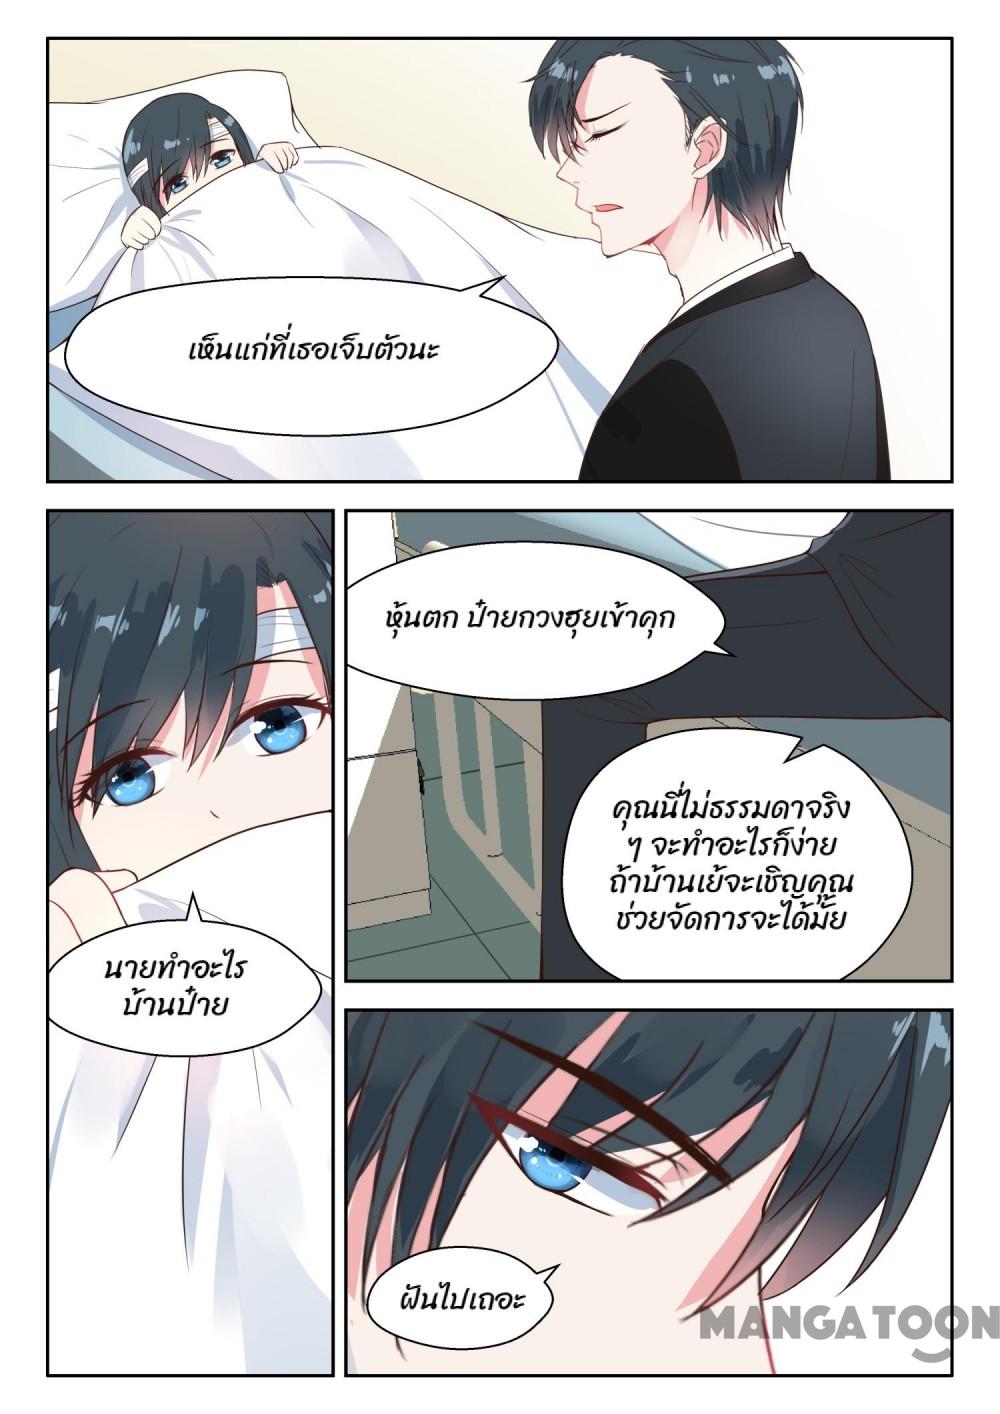 เห็นแก่ที่เธอเจ็บตัวนะ
นายทำอะไร
บ้านป๋าย
หุ้นตก ป๋ายกวงฮุยเข้าคุก
คุณนี่ไม่ธรรมดาจริง
ๆ จะทำอะไรก็ง่าย
ถ้าบ้านเย้จะเชิญคุณ
ช่วยจัดการจะได้มั้ย
ฝันไปเถอะ
MANGATOON